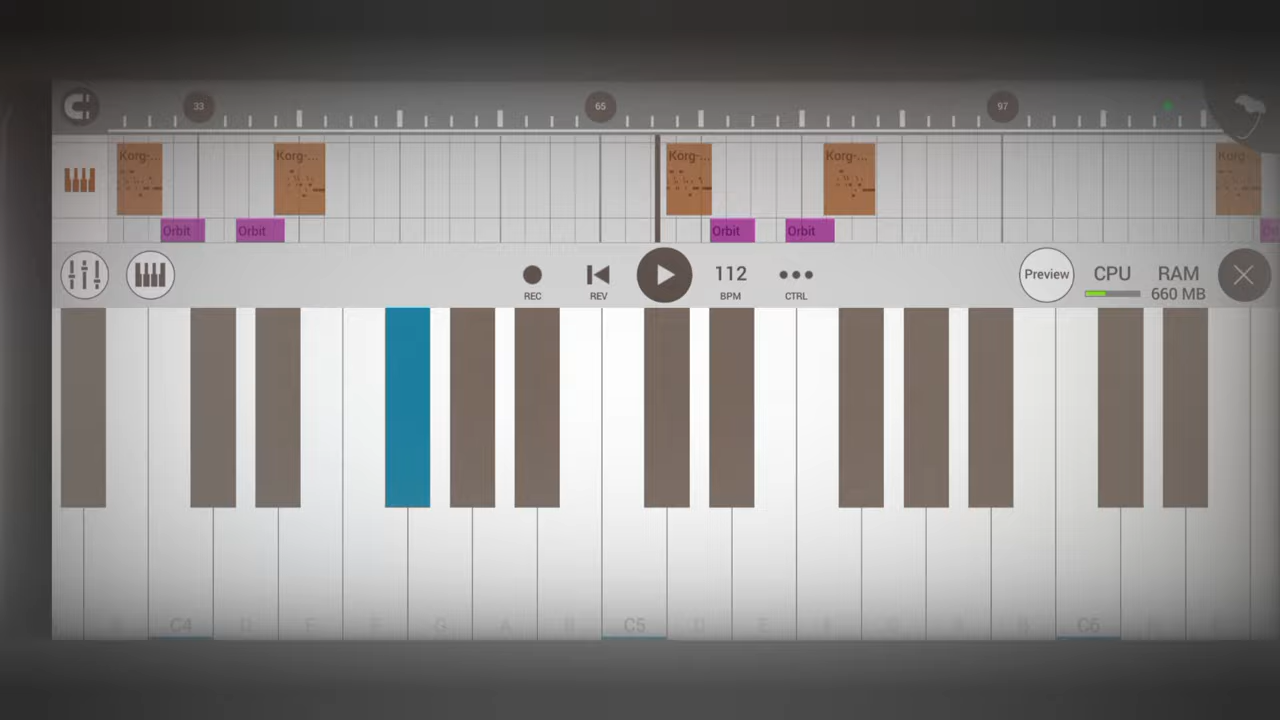 33 65 97
Korg-... Korg-... Korg-... Korg-... Korg
Orbit Orbit Orbit Orbit
112 CPU RAM
Preview 660 MB
REC REV BPM CTRL
C4 F G A C5 D E B C6